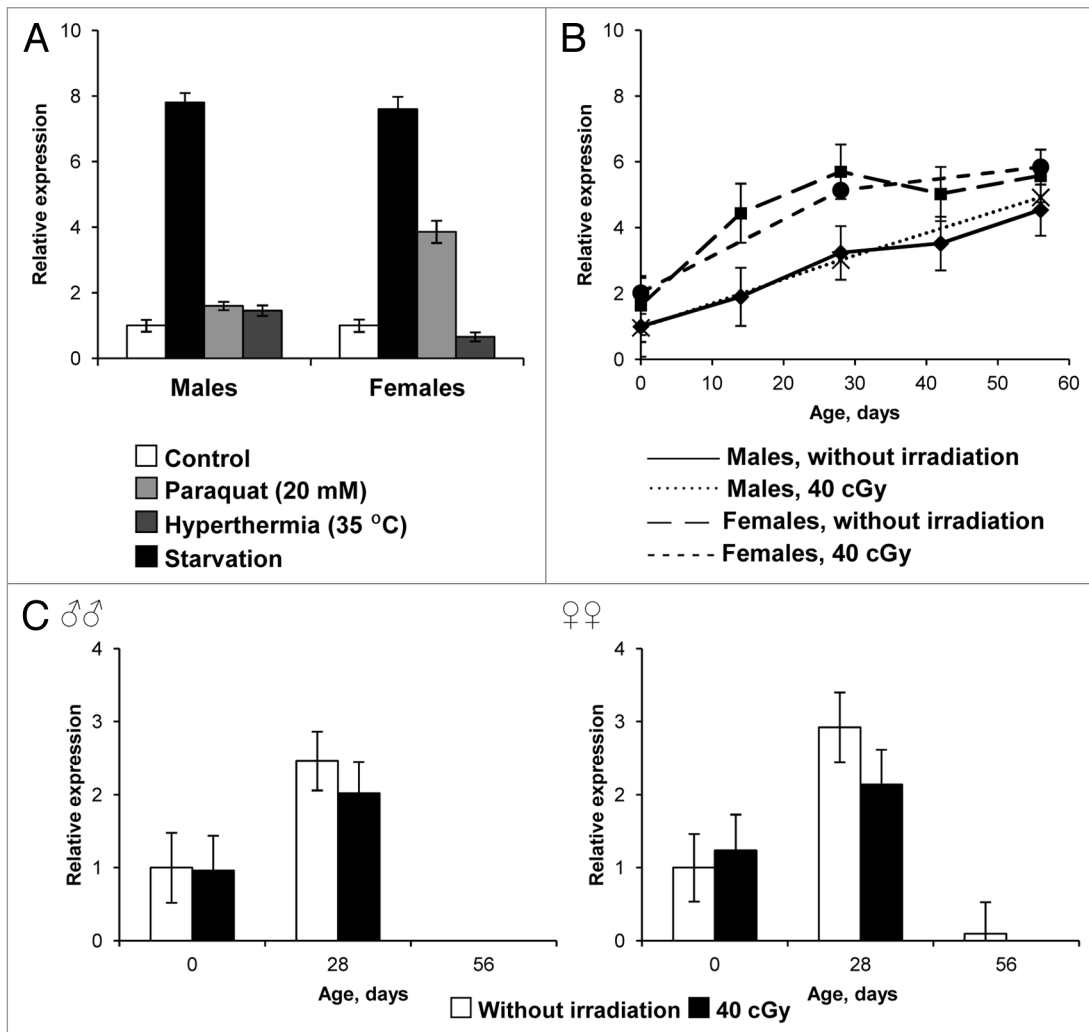 A
Relative expression
10
8
6
4
2
0
Males Females
Control
Paraquat (20 mM)
Hyperthermia (35 °C)
Starvation
B
Relative expression
10
8
6
4
2
0
0 10 20 30 40 50 60
Age, days
Males, without irradiation
Males, 40 cGy
Females, without irradiation
Females, 40 cGy
C ♂♂
Relative expression
4
3
2
1
0
0 28 56
Age, days
♀♀
Relative expression
4
3
2
1
0
0 28 56
Age, days
Without irradiation 40 cGy